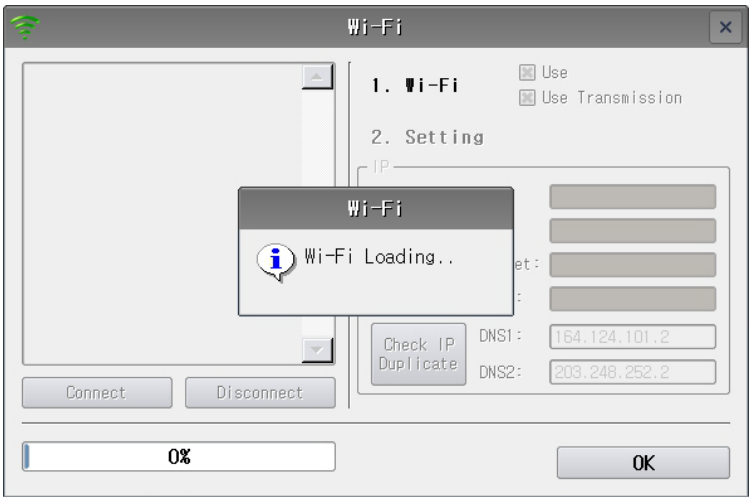 Wi-Fi
1. Wi-Fi
Use
Use Transmission
2. Setting
IP
Wi-Fi
Wi-Fi Loading..
et:
:
Check IP
Duplicate
DNS1:
164.124.101.2
DNS2:
203.248.252.2
Connect
Disconnect
0%
OK